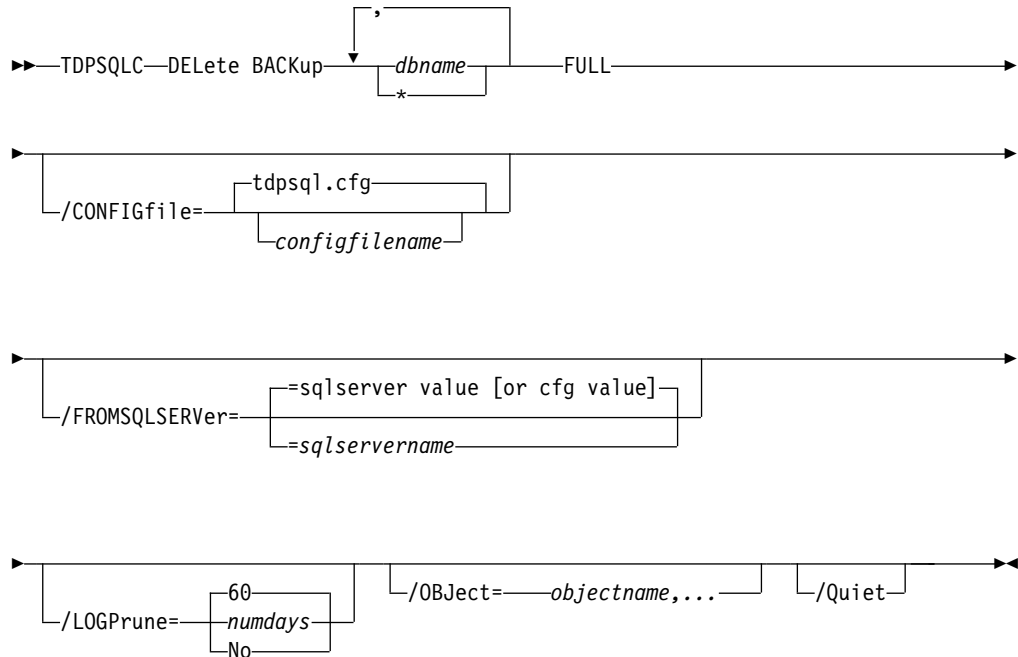 ,
TDPSQLC DELete BACKup dbname FULL
*
tdpsql.cfg
/CONFIGfile=
configfilename
=sqlserver value [or cfg value]
/FROMSQLSERVer=
=sqlservername
60
/OBJect= objectname,... /Quiet
/LOGPrune= numdays
No